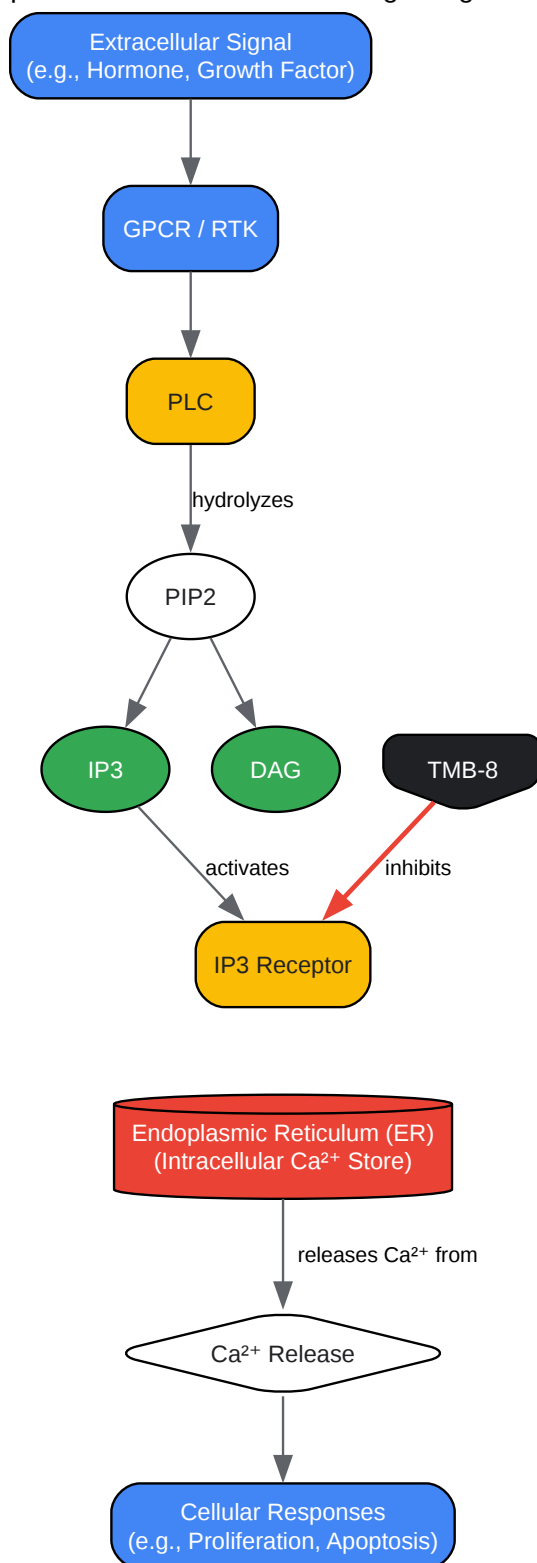 Extracellular Signal
(e.g., Hormone, Growth Factor)
GPCR / RTK
PLC
hydrolyzes
PIP2
IP3
DAG
TMB-8
activates
inhibits
IP3 Receptor
Endoplasmic Reticulum (ER)
(Intracellular Ca²⁺ Store)
releases Ca²⁺ from
Ca²⁺ Release
Cellular Responses
(e.g., Proliferation, Apoptosis)